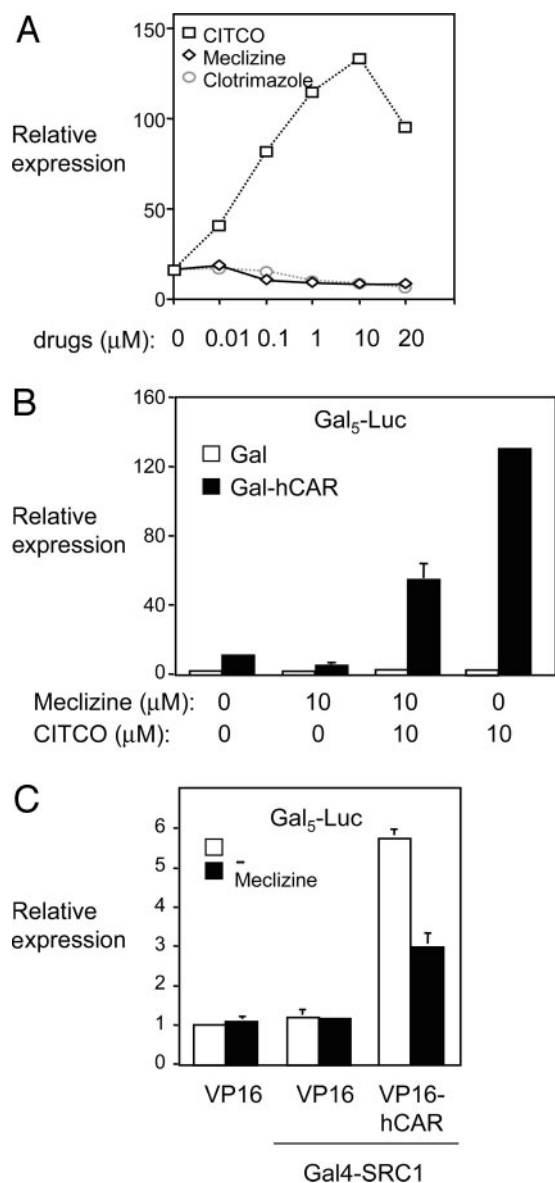 A
150
CITCO
Meclizine
Clotrimazole
Relative
expression
100
50
0
drugs (μM): 0 0.01 0.1 1 10 20
B
160
Gal₅-Luc
Gal
Gal-hCAR
120
Relative
expression
80
40
0
Meclizine (μM): 0 10 10 0
CITCO (μM): 0 0 10 10
C
Gal₅-Luc
6
-
Meclizine
5
Relative
expression
4
3
2
1
0
VP16 VP16 VP16-
hCAR
Gal4-SRC1